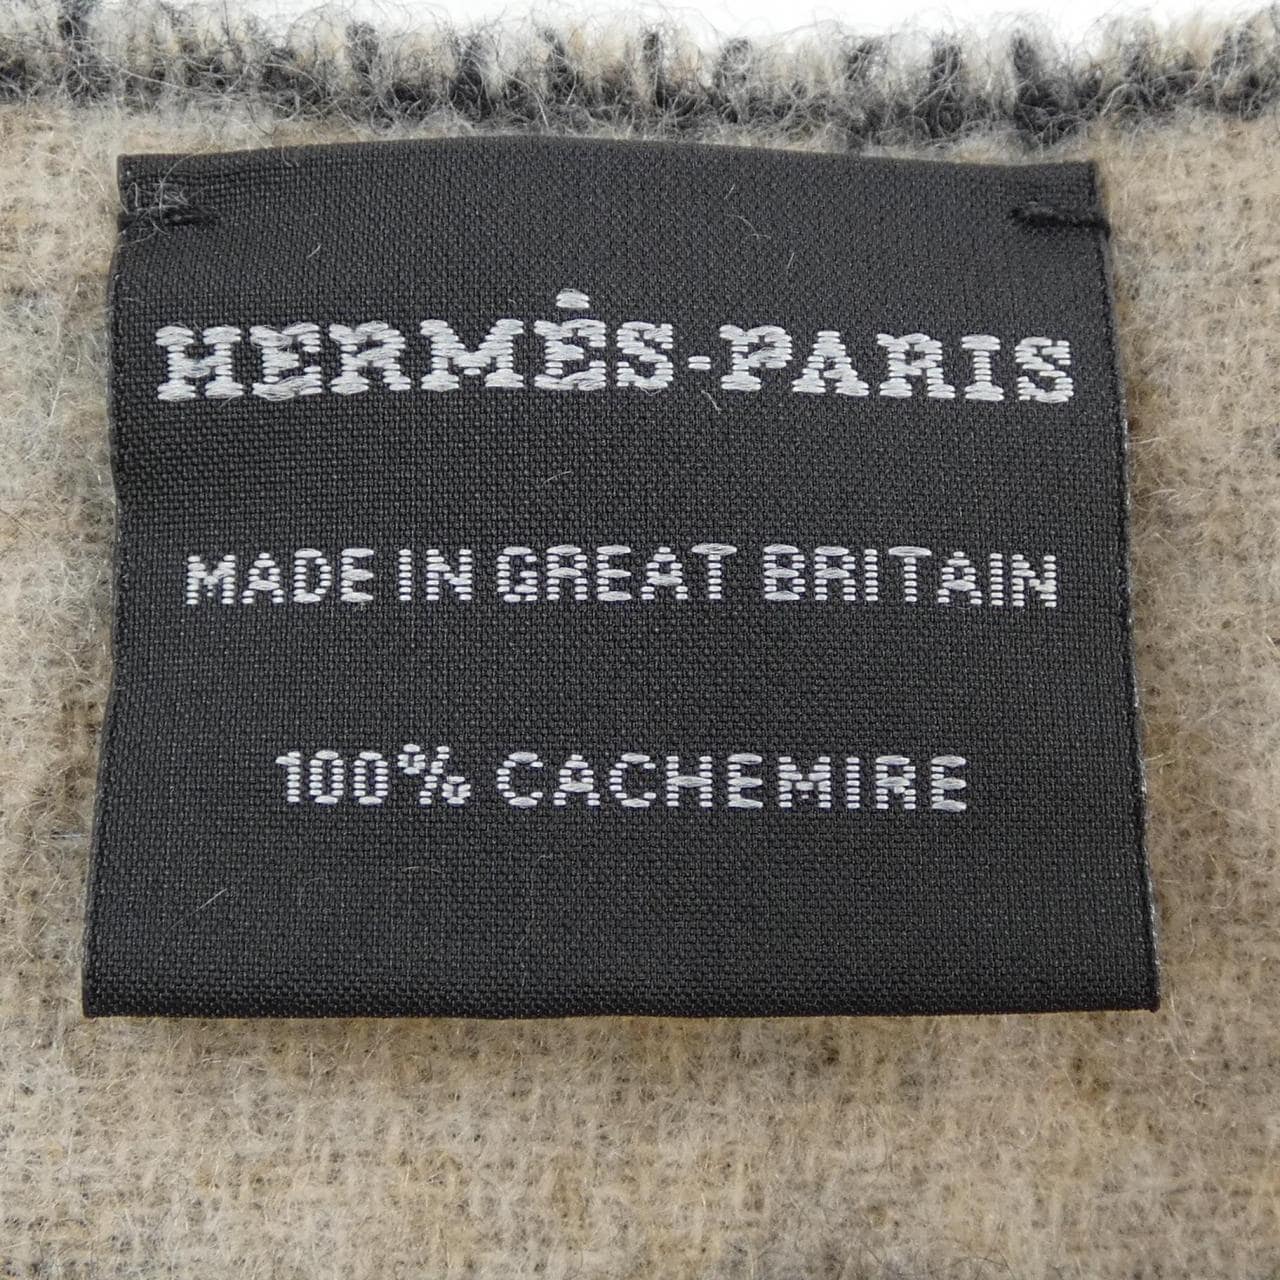 HERMÈS-PARIS
MADE IN GREAT BRITAIN
100% CACHEMIRE